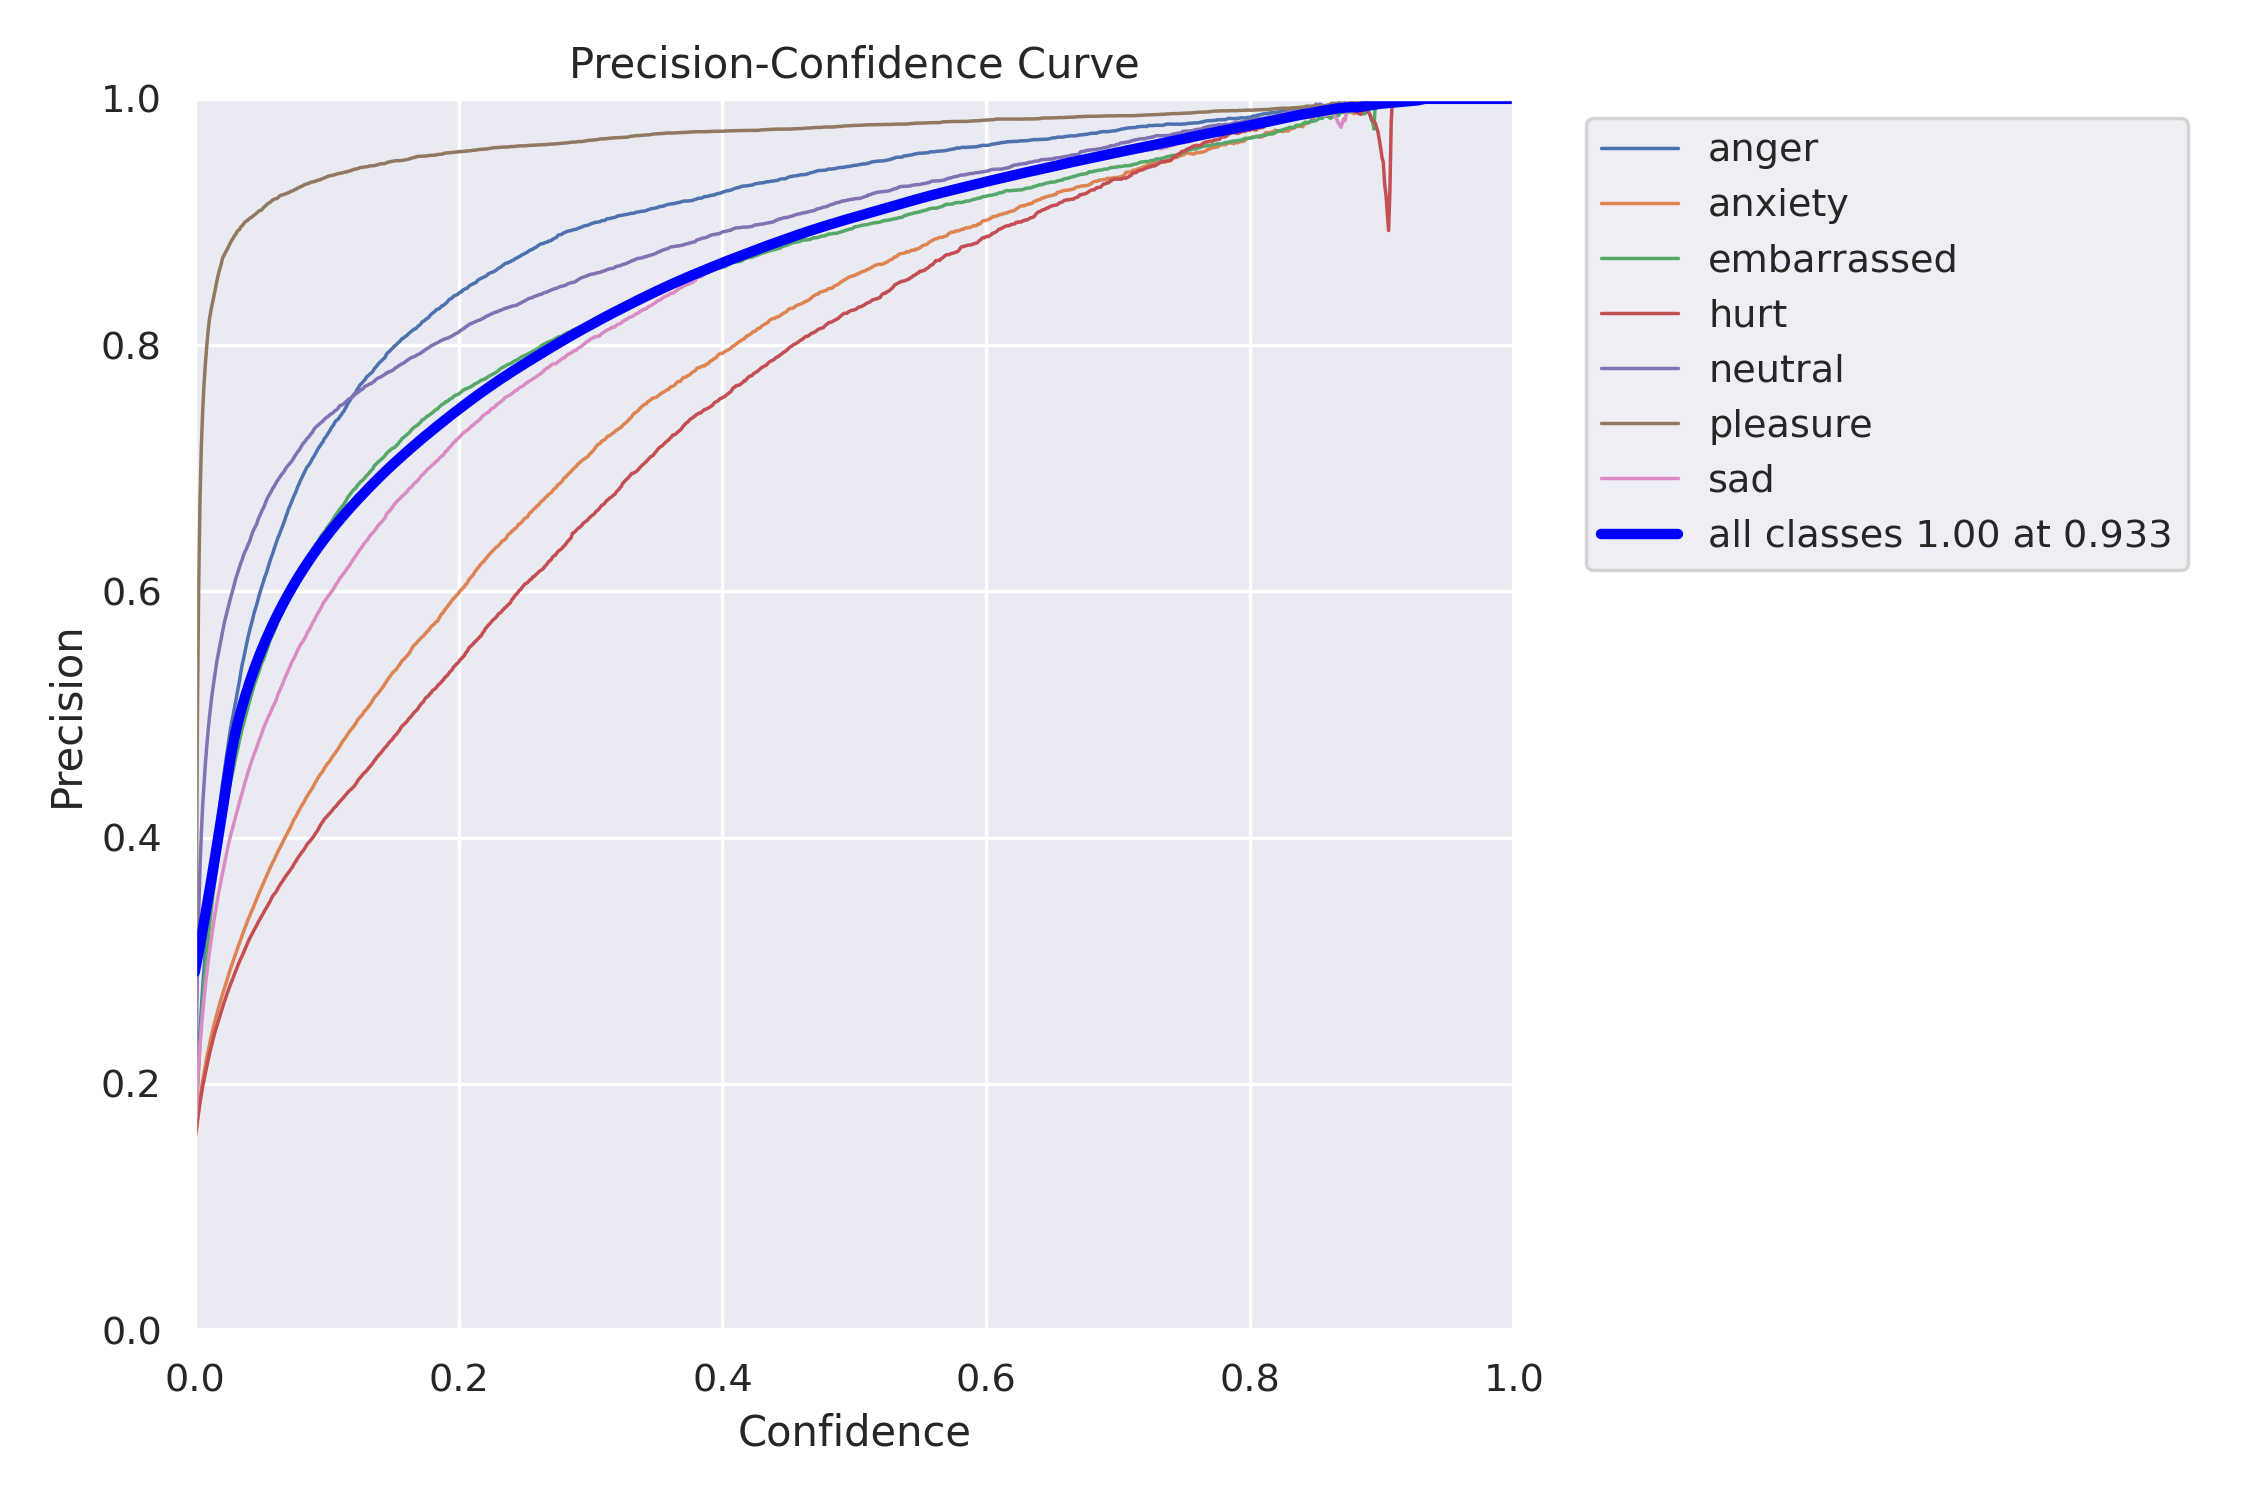 Precision-Confidence Curve
1.0
0.8
0.6
0.4
0.2
0.0
Precision
0.0 0.2 0.4 0.6 0.8 1.0
Confidence
anger
anxiety
embarrassed
hurt
neutral
pleasure
sad
all classes 1.00 at 0.933